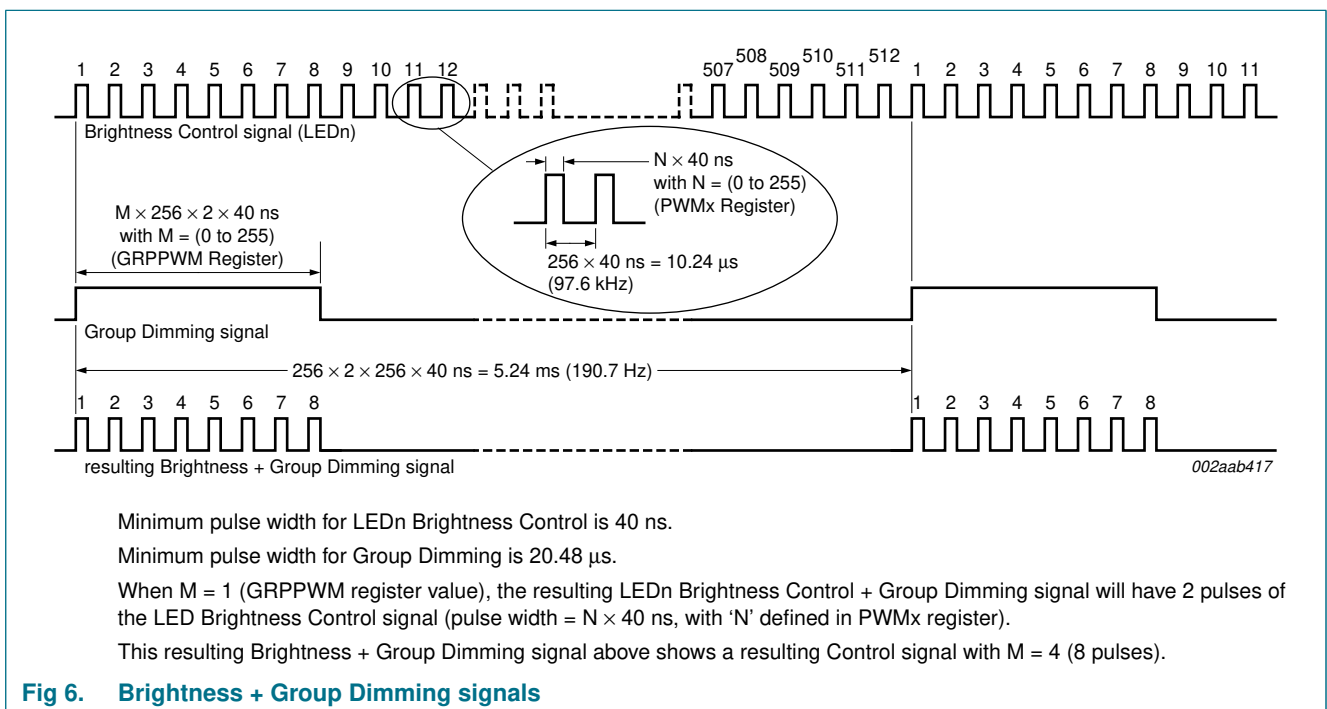 1 2 3 4 5 6 7 8 9 10 11 12 507 508 509 510 511 512 1 2 3 4 5 6 7 8 9 10 11
Brightness Control signal (LEDn)
N × 40 ns
with N = (0 to 255)
(PWMx Register)
M × 256 × 2 × 40 ns
with M = (0 to 255)
(GRPPWM Register)
256 × 40 ns = 10.24 μs
(97.6 kHz)
Group Dimming signal
256 × 2 × 256 × 40 ns = 5.24 ms (190.7 Hz)
1 2 3 4 5 6 7 8 1 2 3 4 5 6 7 8
resulting Brightness + Group Dimming signal
002aab417
Minimum pulse width for LEDn Brightness Control is 40 ns.
Minimum pulse width for Group Dimming is 20.48 μs.
When M = 1 (GRPPWM register value), the resulting LEDn Brightness Control + Group Dimming signal will have 2 pulses of
the LED Brightness Control signal (pulse width = N × 40 ns, with ‘N’ defined in PWMx register).
This resulting Brightness + Group Dimming signal above shows a resulting Control signal with M = 4 (8 pulses).
Fig 6. Brightness + Group Dimming signals